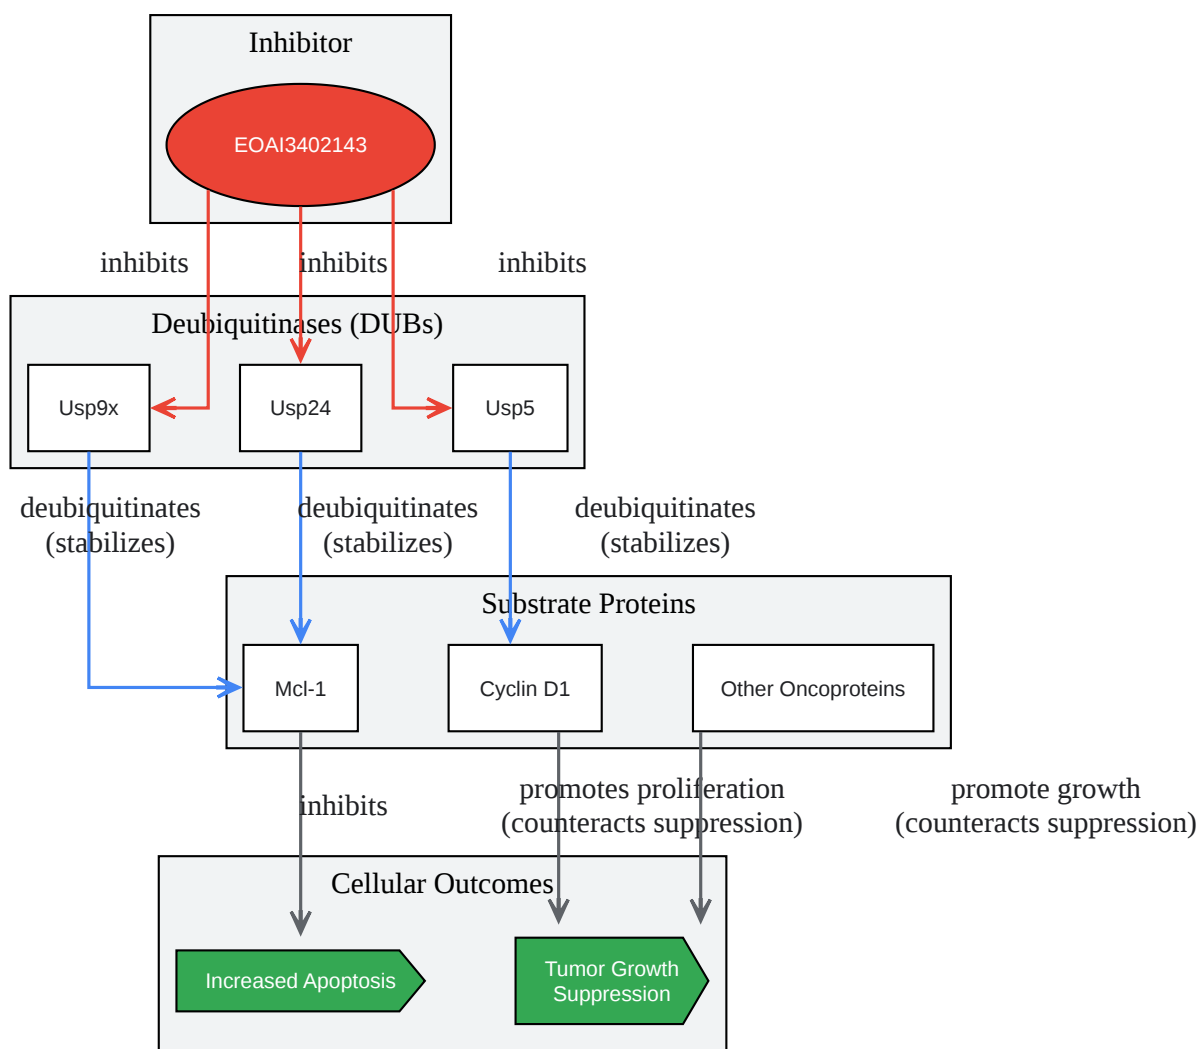 Inhibitor
EOAI3402143
inhibits
inhibits
inhibits
Deubiquitinases (DUBs)
Usp9x
Usp24
Usp5
deubiquitinates
(stabilizes)
deubiquitinates
(stabilizes)
deubiquitinates
(stabilizes)
Substrate Proteins
Mcl-1
Cyclin D1
Other Oncoproteins
inhibits
promotes proliferation
(counteracts suppression)
promote growth
(counteracts suppression)
Cellular Outcomes
Increased Apoptosis
Tumor Growth
Suppression